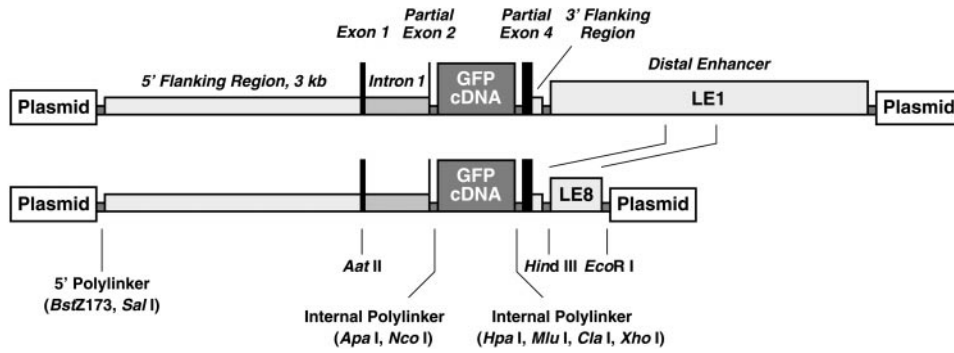 Partial Partial 3' Flanking
Exon 1 Exon 2 Exon 4 Region
5' Flanking Region, 3 kb Intron 1 GFP cDNA Distal Enhancer
Plasmid LE1 Plasmid
Plasmid GFP cDNA LE8 Plasmid
Aat II Hind III EcoR I
5' Polylinker
(BstZ173, Sal I)
Internal Polylinker Internal Polylinker
(Apa I, Nco I) (Hpa I, Mlu I, Cla I, Xho I)